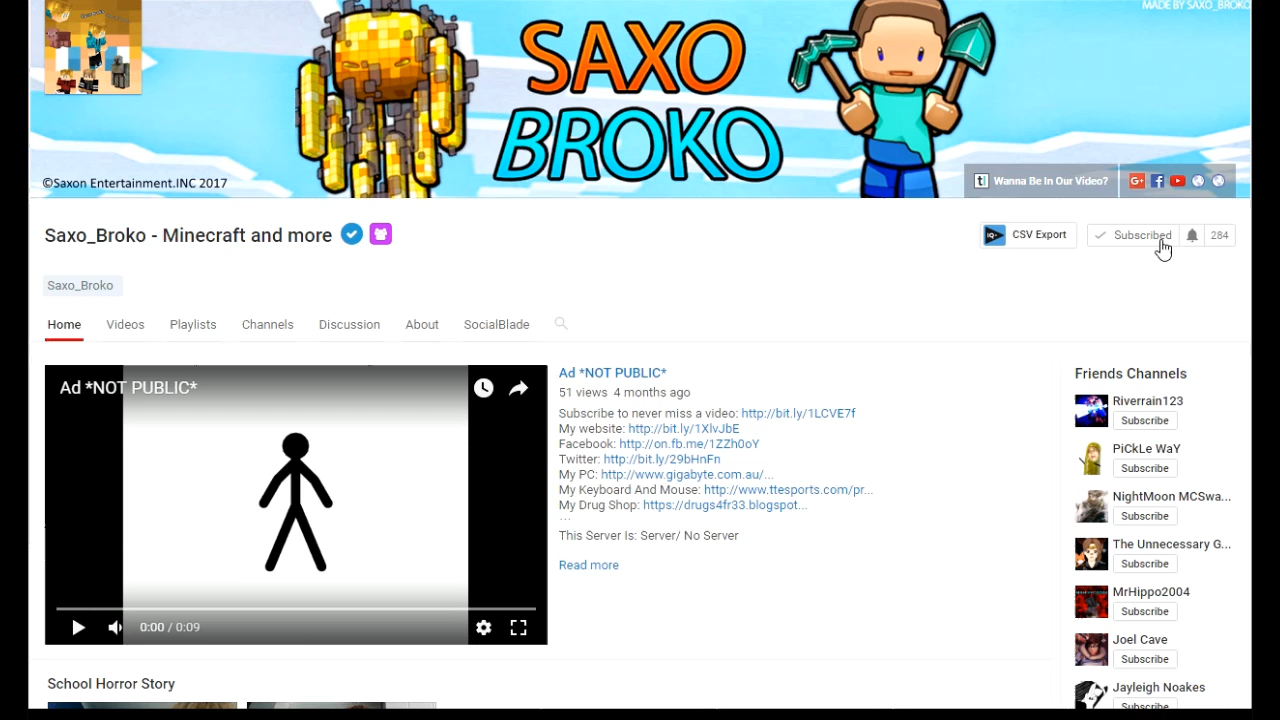 MADE BY SAXO_BROKO
SAXO
BROKO
©Saxon Entertainment.INC 2017
t Wanna Be In Our Video?
G+ f
Saxo_Broko - Minecraft and more
IQ CSV Export
Subscribed 284
Saxo_Broko
Home Videos Playlists Channels Discussion About SocialBlade
Ad *NOT PUBLIC*
Ad *NOT PUBLIC*
51 views 4 months ago
Subscribe to never miss a video: http://bit.ly/1LCVE7f
My website: http://bit.ly/1XlvJbE
Facebook: http://on.fb.me/1ZZh0oY
Twitter: http://bit.ly/29bHnFn
My PC: http://www.gigabyte.com.au/...
My Keyboard And Mouse: http://www.ttesports.com/pr...
My Drug Shop: https://drugs4fr33.blogspot...
...
This Server Is: Server/ No Server
Read more
0:00 / 0:09
Friends Channels
Riverrain123
Subscribe
PiCkLe WaY
Subscribe
NightMoon MCSwa...
Subscribe
The Unnecessary G...
Subscribe
MrHippo2004
Subscribe
Joel Cave
Subscribe
Jayleigh Noakes
Subscribe
School Horror Story